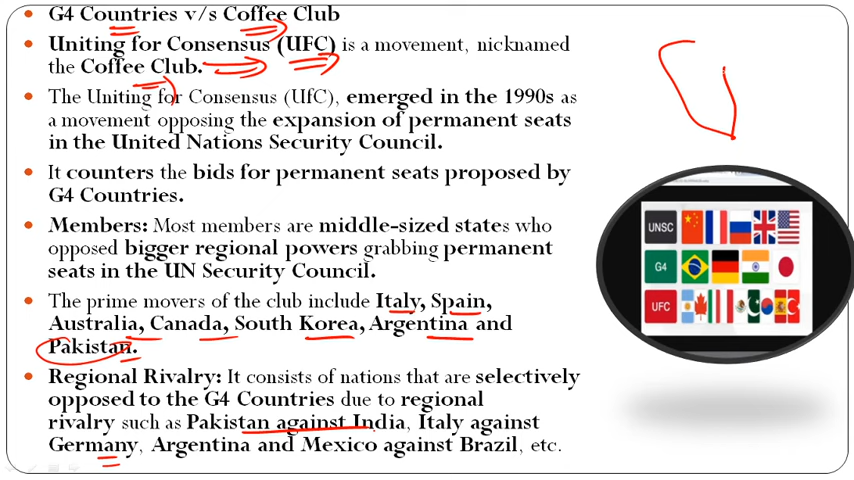 G4 Countries v/s Coffee Club
Uniting for Consensus (UFC) is a movement, nicknamed
the Coffee Club.
The Uniting for Consensus (UfC), emerged in the 1990s as
a movement opposing the expansion of permanent seats
in the United Nations Security Council.
It counters the bids for permanent seats proposed by
G4 Countries.
Members: Most members are middle-sized states who
opposed bigger regional powers grabbing permanent
seats in the UN Security Council.
The prime movers of the club include Italy, Spain,
Australia, Canada, South Korea, Argentina and
Pakistan.
Regional Rivalry: It consists of nations that are selectively
opposed to the G4 Countries due to regional
rivalry such as Pakistan against India, Italy against
Germany, Argentina and Mexico against Brazil, etc.
UNSC
G4
UFC